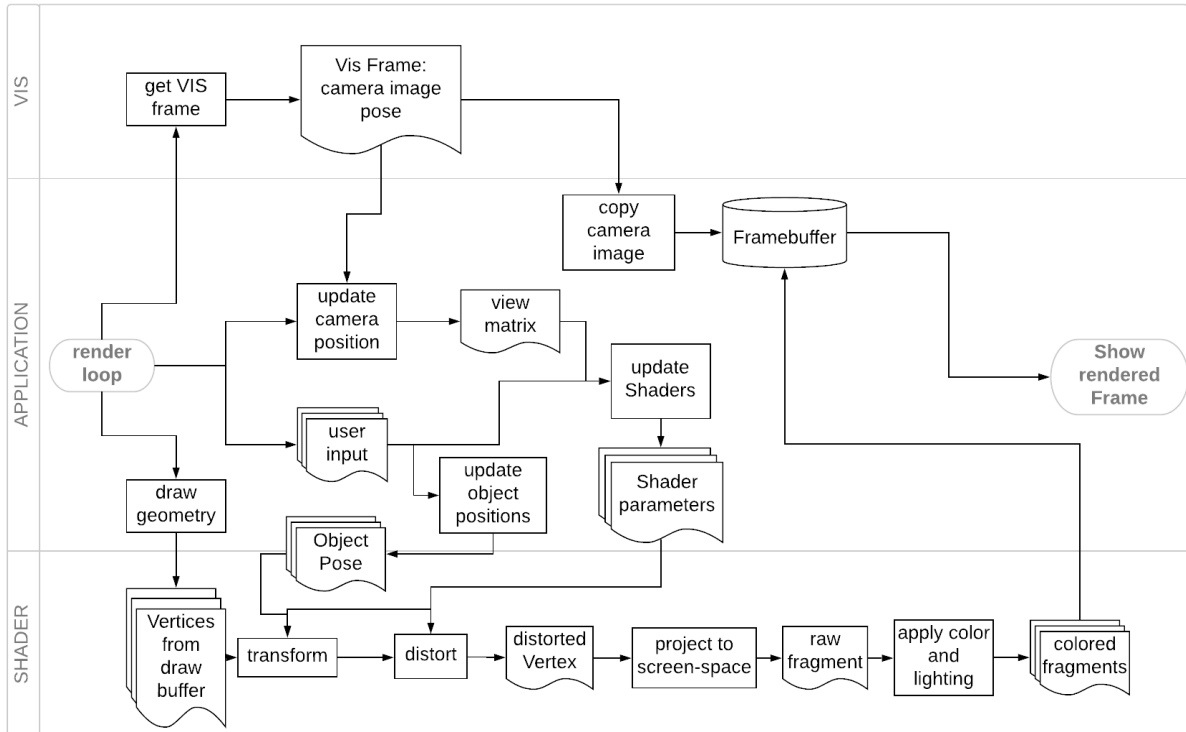 VIS
get VIS
frame
Vis Frame:
camera image
pose
APPLICATION
copy
camera
image
Framebuffer
update
camera
position
view
matrix
render
loop
update
Shaders
Show
rendered
Frame
user
input
update
object
positions
Shader
parameters
draw
geometry
Object
Pose
SHADER
Vertices
from
draw
buffer
transform
distort
distorted
Vertex
project to
screen-space
raw
fragment
apply color
and
lighting
colored
fragments